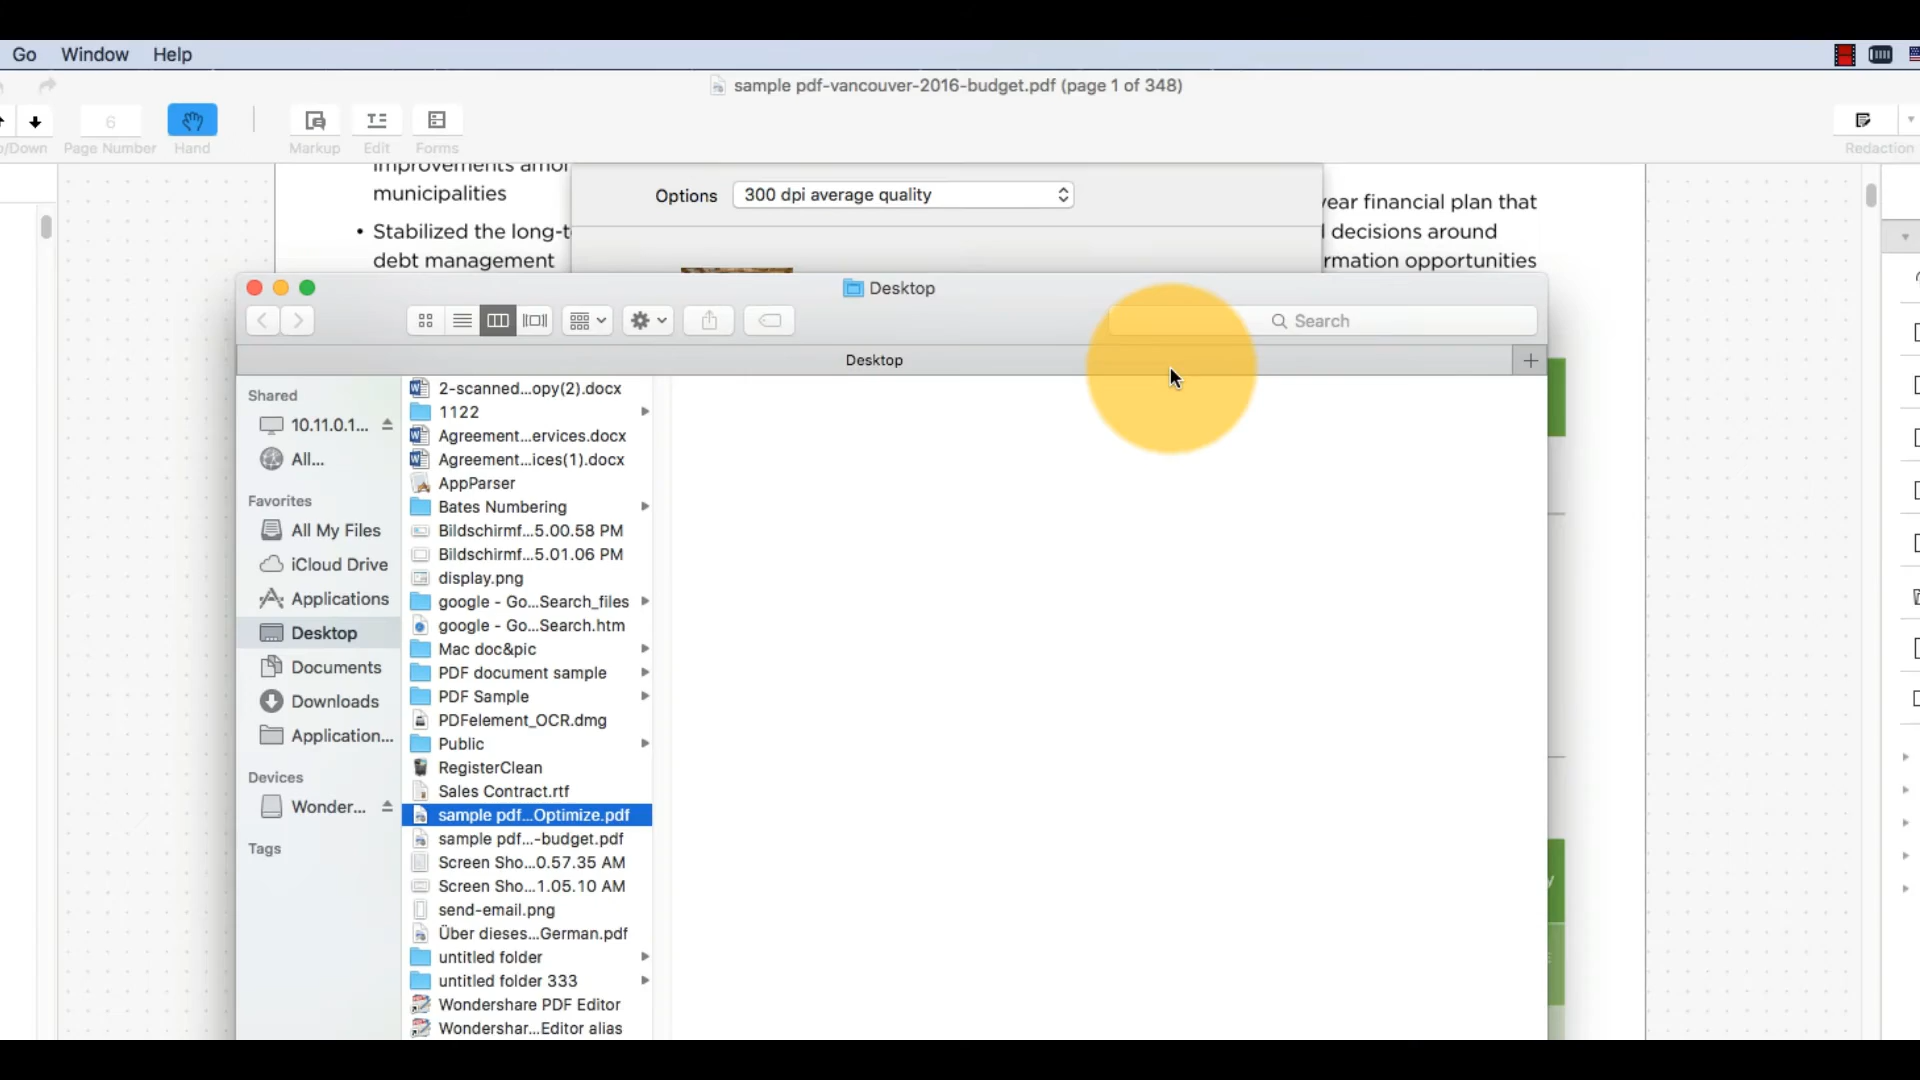 Go Window Help
sample pdf-vancouver-2016-budget.pdf (page 1 of 348)
6
/Down Page Number Hand Markup Edit Forms Redaction
municipalities
• Stabilized the long-t
debt management
Options 300 dpi average quality
year financial plan that
decisions around
rmation opportunities
Desktop
Search
Desktop
Shared
10.11.0.1...
All...
Favorites
All My Files
iCloud Drive
Applications
Desktop
Documents
Downloads
Application...
Devices
Wonder...
Tags
2-scanned...opy(2).docx
1122
Agreement...ervices.docx
Agreement...ices(1).docx
AppParser
Bates Numbering
Bildschirmf...5.00.58 PM
Bildschirmf...5.01.06 PM
display.png
google - Go...Search_files
google - Go...Search.htm
Mac doc&pic
PDF document sample
PDF Sample
PDFelement_OCR.dmg
Public
RegisterClean
Sales Contract.rtf
sample pdf...Optimize.pdf
sample pdf...-budget.pdf
Screen Sho...0.57.35 AM
Screen Sho...1.05.10 AM
send-email.png
Über dieses...German.pdf
untitled folder
untitled folder 333
Wondershare PDF Editor
Wondershar...Editor alias